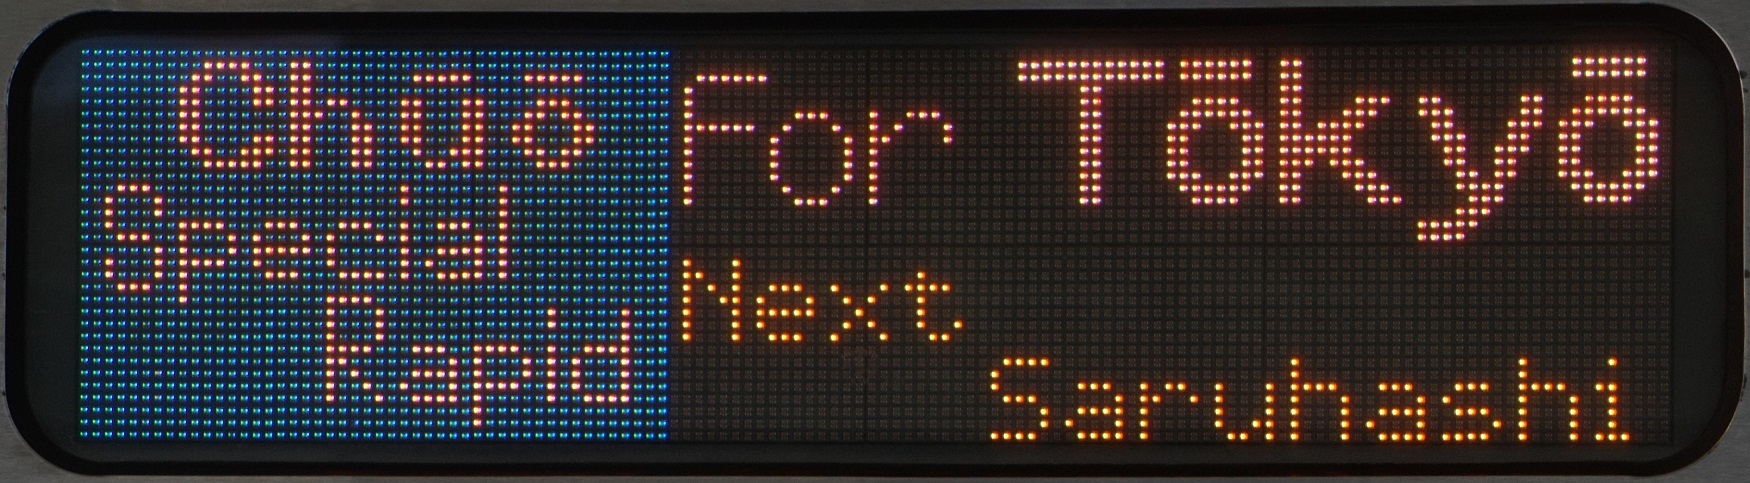 Chūō
Special
Rapid
For Tōkyō
Next
Saruhashi